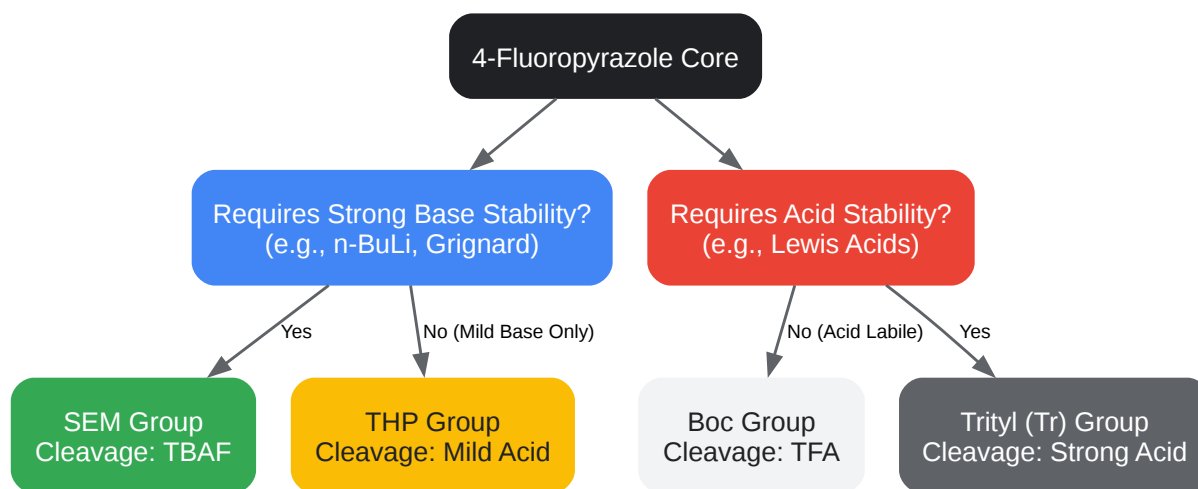 4-Fluoropyrazole Core
Requires Strong Base Stability?
(e.g., n-BuLi, Grignard)
Requires Acid Stability?
(e.g., Lewis Acids)
Yes
No (Mild Base Only)
No (Acid Labile)
Yes
SEM Group
Cleavage: TBAF
THP Group
Cleavage: Mild Acid
Boc Group
Cleavage: TFA
Trityl (Tr) Group
Cleavage: Strong Acid